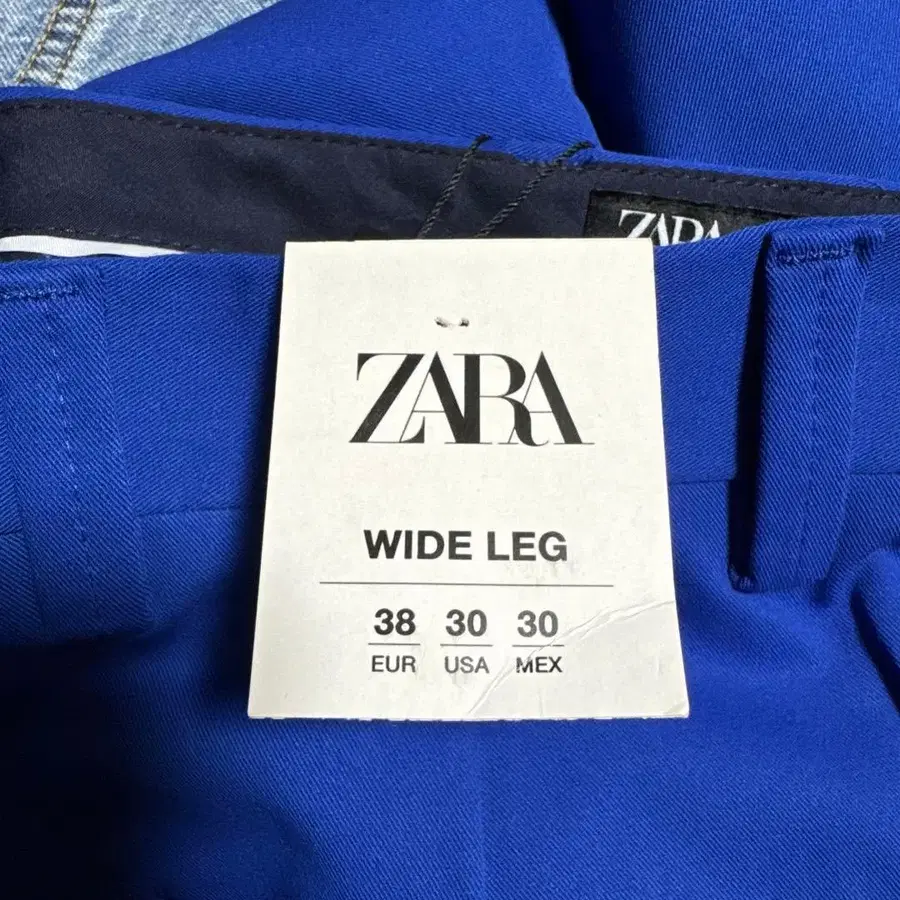 ZARA
ZARA
WIDE LEG
38 30 30
EUR USA MEX